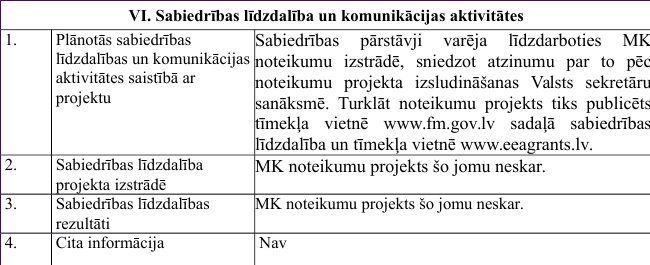 VI. Sabiedrības līdzdalība un komunikācijas aktivitātes
1.
Plānotās sabiedrības
līdzdalības un komunikācijas
aktivitātes saistībā ar
projektu
Sabiedrības pārstāvji varēja līdzdarboties MK
noteikumu izstrādē, sniedzot atzinumu par to pēc
noteikumu projekta izsludināšanas Valsts sekretāru
sanāksmē. Turklāt noteikumu projekts tiks publicēts
tīmekļa vietnē www.fm.gov.lv sadaļā sabiedrības
līdzdalība un tīmekļa vietnē www.eeagrants.lv.
2.
Sabiedrības līdzdalība
projekta izstrādē
MK noteikumu projekts šo jomu neskar.
3.
Sabiedrības līdzdalības
rezultāti
MK noteikumu projekts šo jomu neskar.
4.
Cita informācija
Nav